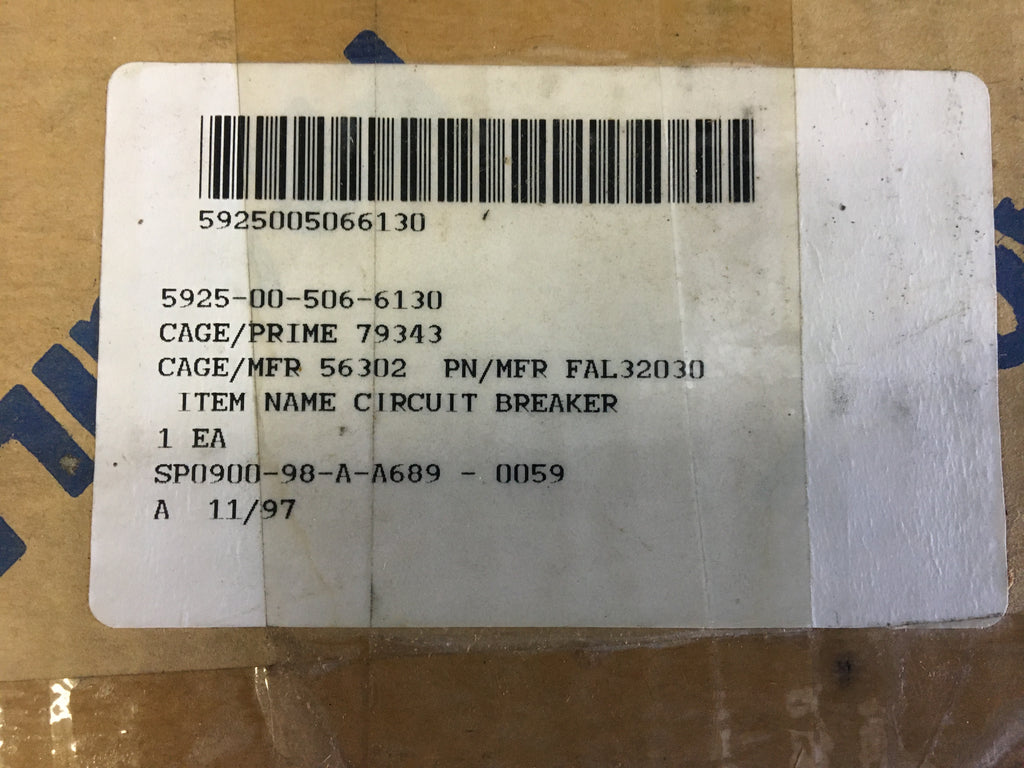 5925005066130
5925-00-506-6130
CAGE/PRIME 79343
CAGE/MFR 56302 PN/MFR FAL32030
ITEM NAME CIRCUIT BREAKER
1 EA
SP0900-98-A-A689 - 0059
A 11/97